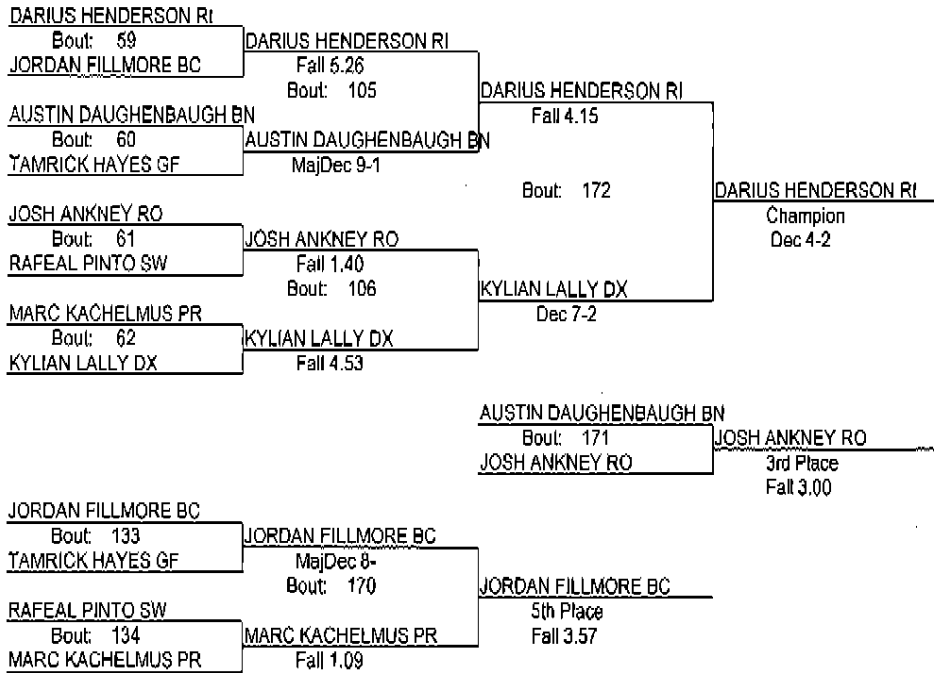 DARIUS HENDERSON RI
Bout: 59
JORDAN FILLMORE BC
DARIUS HENDERSON RI
Fall 5.26
Bout: 105
AUSTIN DAUGHENBAUGH BN
Bout: 60
TAMRICK HAYES GF
AUSTIN DAUGHENBAUGH BN
MajDec 9-1
DARIUS HENDERSON RI
Fall 4.15
Bout: 172
JOSH ANKNEY RO
Bout: 61
RAFEAL PINTO SW
JOSH ANKNEY RO
Fall 1.40
Bout: 106
MARC KACHELMUS PR
Bout: 62
KYLIAN LALLY DX
KYLIAN LALLY DX
Fall 4.53
KYLIAN LALLY DX
Dec 7-2
DARIUS HENDERSON RI
Champion
Dec 4-2
AUSTIN DAUGHENBAUGH BN
Bout: 171
JOSH ANKNEY RO
JOSH ANKNEY RO
3rd Place
Fall 3.00
JORDAN FILLMORE BC
Bout: 133
TAMRICK HAYES GF
JORDAN FILLMORE BC
MajDec 8-
Bout: 170
RAFEAL PINTO SW
Bout: 134
MARC KACHELMUS PR
MARC KACHELMUS PR
Fall 1.09
JORDAN FILLMORE BC
5th Place
Fall 3.57